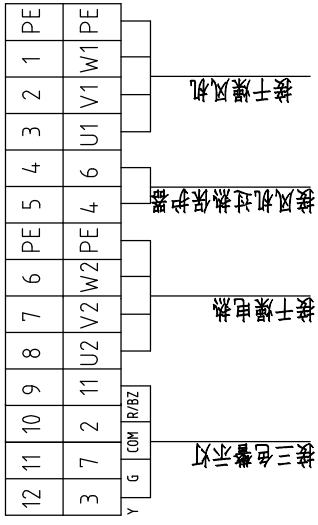 PE PE
1 W1
2 V1
3 U1
接干燥风机
4 6
5 4
接风机过热保护器
PE PE
6 W2
7 V2
8 U2
接干燥电热
9 11 R/BZ
10 2 COM
11 7 G
12 3 Y
接三色警示灯